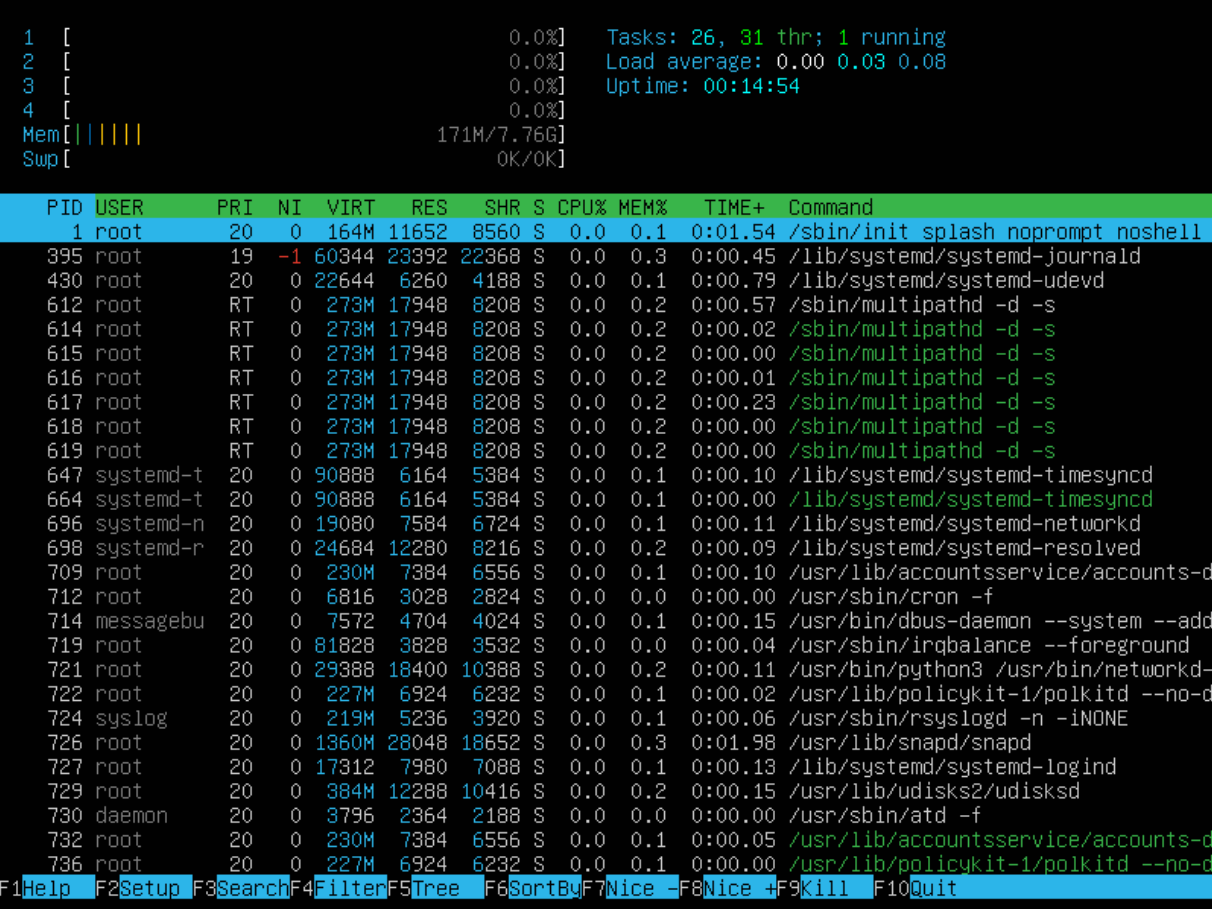 1 [ 0.0%] Tasks: 26, 31 thr; 1 running
2 [ 0.0%] Load average: 0.00 0.03 0.08
3 [ 0.0%] Uptime: 00:14:54
4 [ 0.0%]
Mem[||||||| 171M/7.76G]
Swp[ 0K/0K]
PID USER PRI NI VIRT RES SHR S CPU% MEM% TIME+ Command
1 root 20 0 164M 11652 8560 S 0.0 0.1 0:01.54 /sbin/init splash noprompt noshell
395 root 19 -1 60344 23392 22368 S 0.0 0.3 0:00.45 /lib/systemd/systemd-journald
430 root 20 0 22644 6260 4188 S 0.0 0.1 0:00.79 /lib/systemd/systemd-udevd
612 root RT 0 273M 17948 8208 S 0.0 0.2 0:00.57 /sbin/multipathd -d -s
614 root RT 0 273M 17948 8208 S 0.0 0.2 0:00.02 /sbin/multipathd -d -s
615 root RT 0 273M 17948 8208 S 0.0 0.2 0:00.00 /sbin/multipathd -d -s
616 root RT 0 273M 17948 8208 S 0.0 0.2 0:00.01 /sbin/multipathd -d -s
617 root RT 0 273M 17948 8208 S 0.0 0.2 0:00.23 /sbin/multipathd -d -s
618 root RT 0 273M 17948 8208 S 0.0 0.2 0:00.00 /sbin/multipathd -d -s
619 root RT 0 273M 17948 8208 S 0.0 0.2 0:00.00 /sbin/multipathd -d -s
647 systemd-t 20 0 90888 6164 5384 S 0.0 0.1 0:00.10 /lib/systemd/systemd-timesyncd
664 systemd-t 20 0 90888 6164 5384 S 0.0 0.1 0:00.00 /lib/systemd/systemd-timesyncd
696 systemd-n 20 0 19080 7584 6724 S 0.0 0.1 0:00.11 /lib/systemd/systemd-networkd
698 systemd-r 20 0 24684 12280 8216 S 0.0 0.2 0:00.09 /lib/systemd/systemd-resolved
709 root 20 0 230M 7384 6556 S 0.0 0.1 0:00.10 /usr/lib/accountsservice/accounts-d
712 root 20 0 6816 3028 2824 S 0.0 0.0 0:00.00 /usr/sbin/cron -f
714 messagebu 20 0 7572 4704 4024 S 0.0 0.1 0:00.15 /usr/bin/dbus-daemon --system --add
719 root 20 0 81828 3828 3532 S 0.0 0.0 0:00.04 /usr/sbin/irqbalance --foreground
721 root 20 0 29388 18400 10388 S 0.0 0.2 0:00.11 /usr/bin/python3 /usr/bin/networkd-
722 root 20 0 227M 6924 6232 S 0.0 0.1 0:00.02 /usr/lib/policykit-1/polkitd --no-d
724 syslog 20 0 219M 5236 3920 S 0.0 0.1 0:00.06 /usr/sbin/rsyslogd -n -iNONE
726 root 20 0 1360M 28048 18652 S 0.0 0.3 0:01.98 /usr/lib/snapd/snapd
727 root 20 0 17312 7980 7088 S 0.0 0.1 0:00.13 /lib/systemd/systemd-logind
729 root 20 0 384M 12288 10416 S 0.0 0.2 0:00.15 /usr/lib/udisks2/udisksd
730 daemon 20 0 3796 2364 2188 S 0.0 0.0 0:00.00 /usr/sbin/atd -f
732 root 20 0 230M 7384 6556 S 0.0 0.1 0:00.05 /usr/lib/accountsservice/accounts-d
736 root 20 0 227M 6924 6232 S 0.0 0.1 0:00.00 /usr/lib/policykit-1/polkitd --no-d
F1Help F2Setup F3SearchF4FilterF5Tree F6SortByF7Nice -F8Nice +F9Kill F10Quit